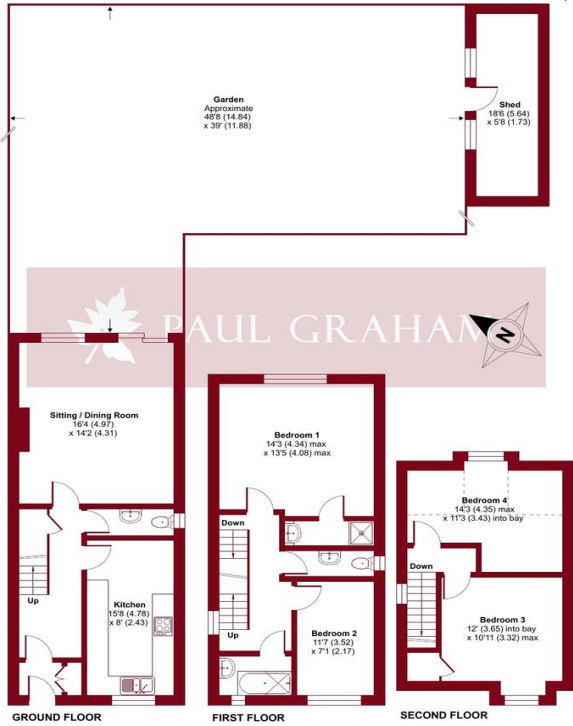 Garden
Approximate
48'8 (14.84)
x 39' (11.88)
Shed
18'6 (5.64)
x 5'8 (1.73)
PAUL GRAHAM
N
Sitting / Dining Room
16'4 (4.97)
x 14'2 (4.31)
Up
Kitchen
15'8 (4.78)
x 8' (2.43)
GROUND FLOOR
Bedroom 1
14'3 (4.34) max
x 13'5 (4.08) max
Down
Up
Bedroom 2
11'7 (3.52)
x 7'1 (2.17)
FIRST FLOOR
Bedroom 4
14'3 (4.35) max
x 11'3 (3.43) into bay
Down
Bedroom 3
12' (3.65) into bay
x 10'11 (3.32) max
SECOND FLOOR